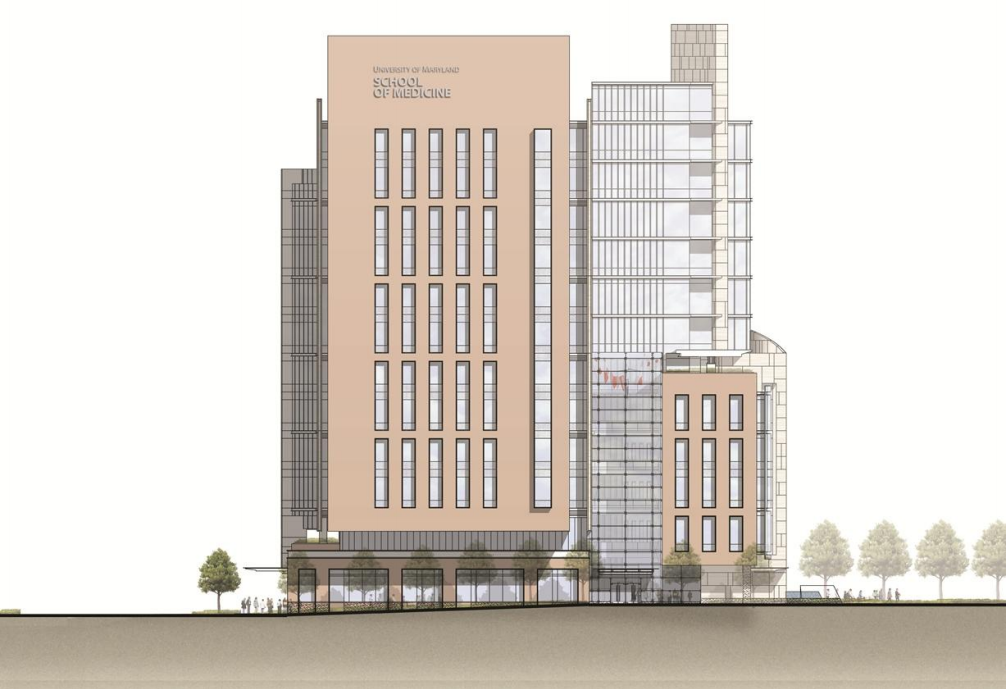 UNIVERSITY OF MARYLAND
SCHOOL
OF MEDICINE